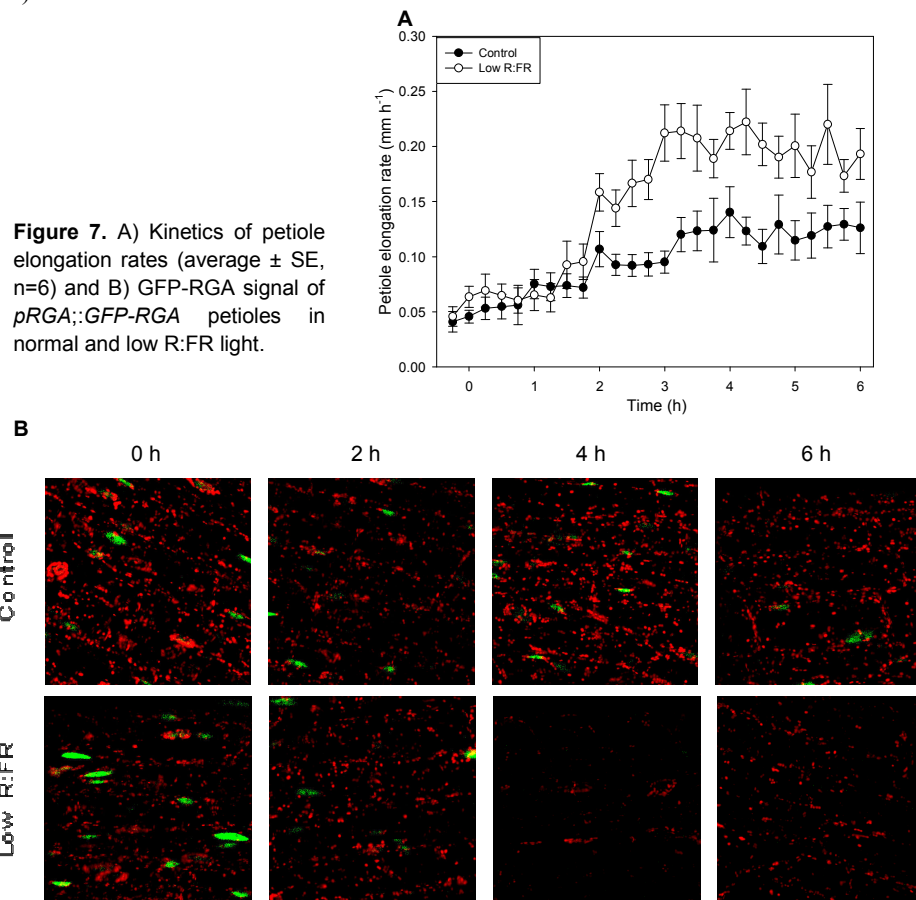 A
0.30
Control
Low R:FR
0.25
0.20
0.15
0.10
0.05
0.00
Petiole elongation rate (mm h⁻¹)
0 1 2 3 4 5 6
Time (h)
Figure 7. A) Kinetics of petiole
elongation rates (average ± SE,
n=6) and B) GFP-RGA signal of
pRGA;:GFP-RGA petioles in
normal and low R:FR light.
B
0 h 2 h 4 h 6 h
Control
Low R:FR